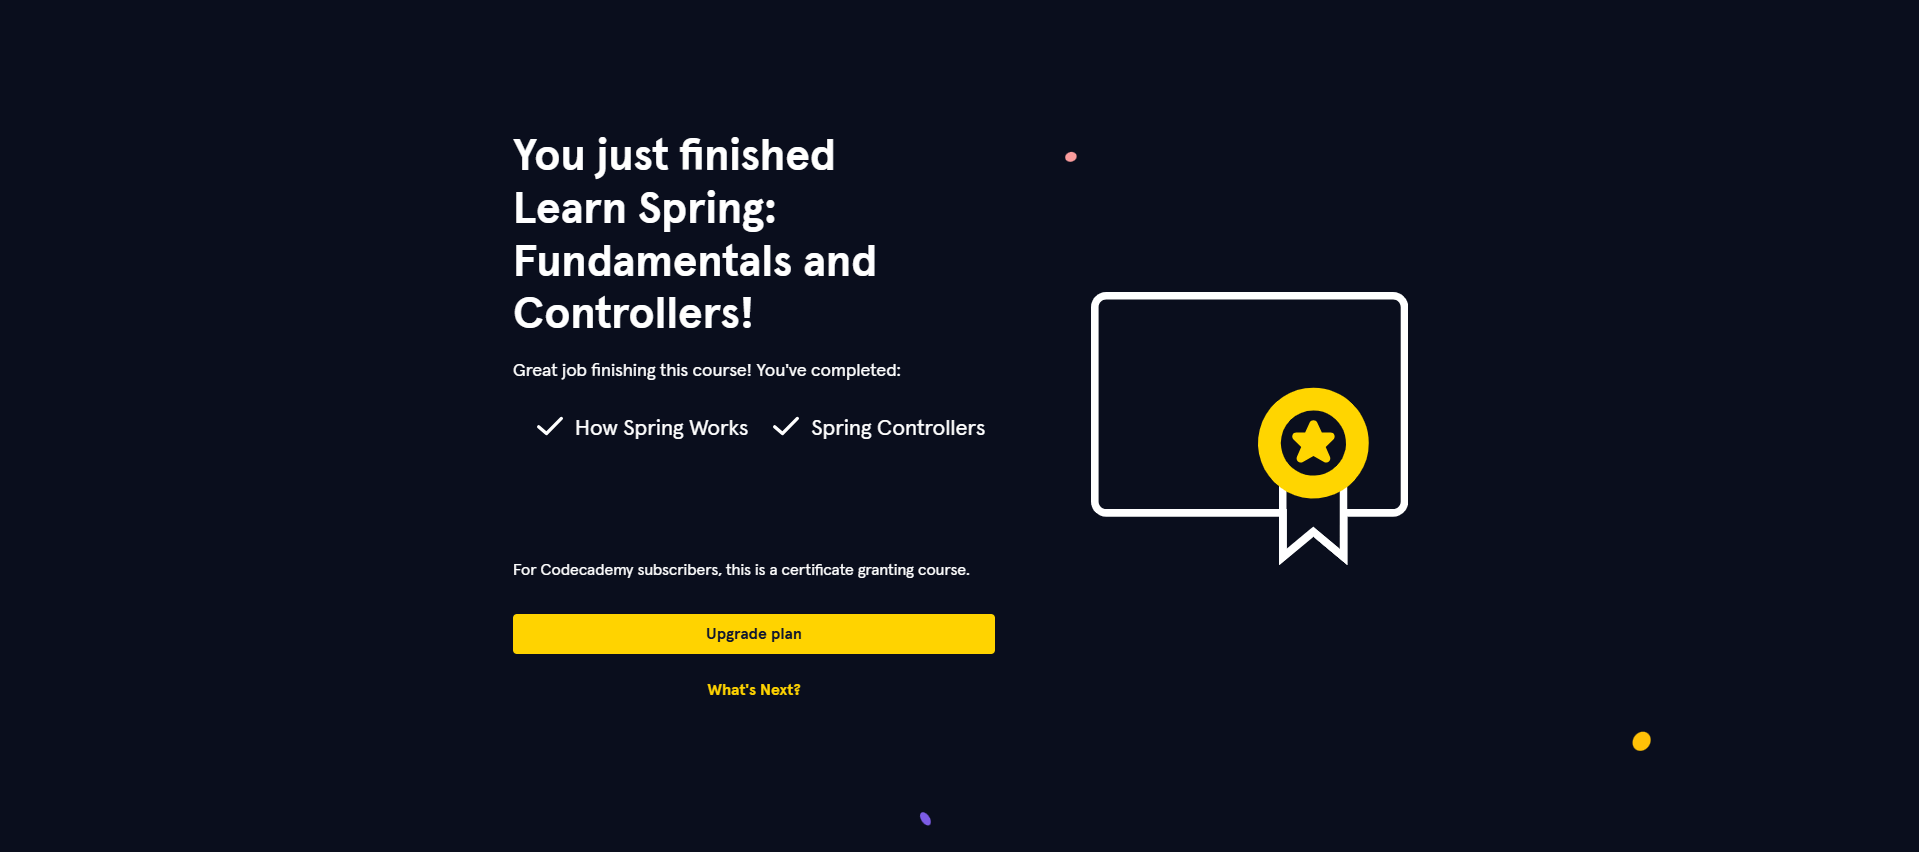 You just finished
Learn Spring:
Fundamentals and
Controllers!
Great job finishing this course! You've completed:
How Spring Works
Spring Controllers
For Codecademy subscribers, this is a certificate granting course.
Upgrade plan
What's Next?